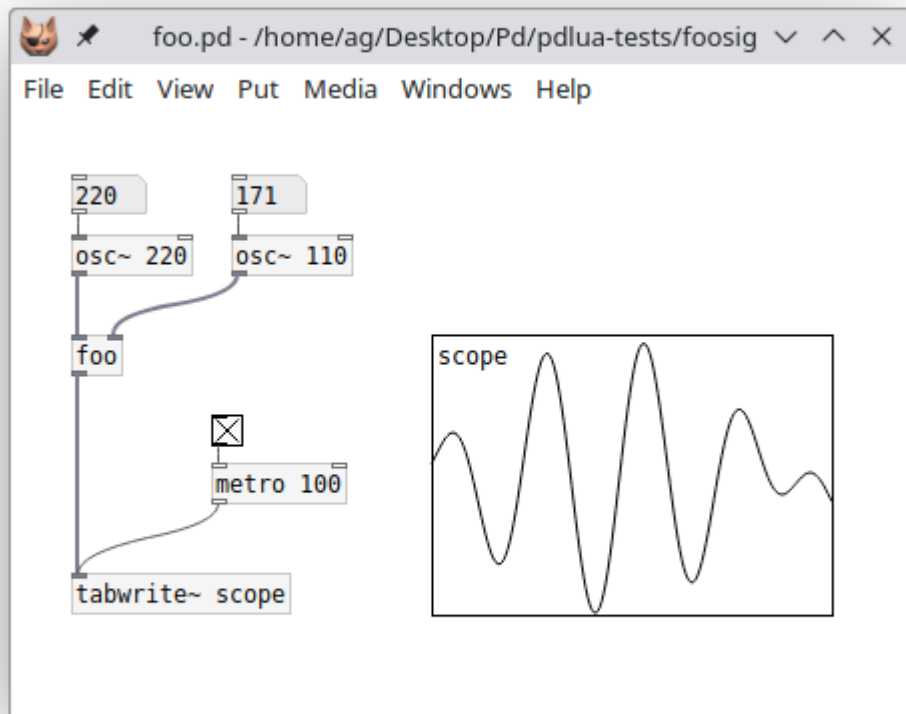 foo.pd - /home/ag/Desktop/Pd/pdlua-tests/foosig
File Edit View Put Media Windows Help
220 171
osc~ 220 osc~ 110
foo
scope
metro 100
tabwrite~ scope